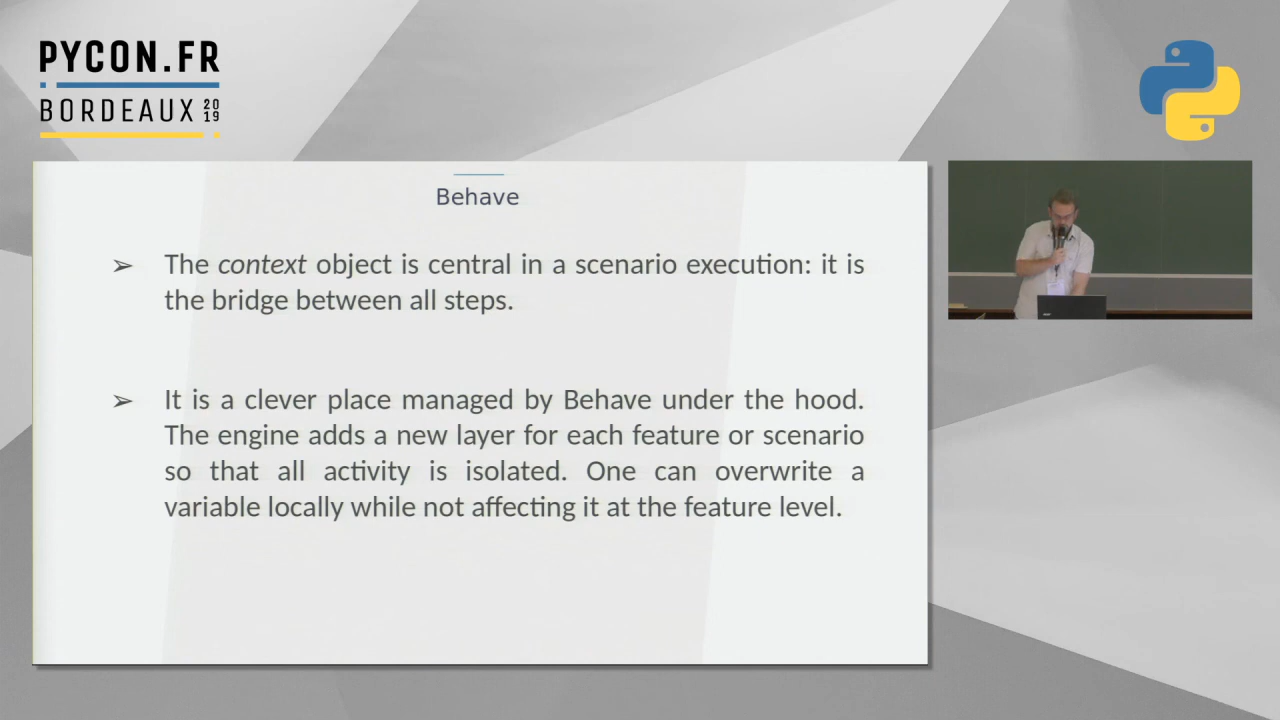 PYCON.FR
BORDEAUX 20 19
Behave
➢ The context object is central in a scenario execution: it is
the bridge between all steps.
➢ It is a clever place managed by Behave under the hood.
The engine adds a new layer for each feature or scenario
so that all activity is isolated. One can overwrite a
variable locally while not affecting it at the feature level.